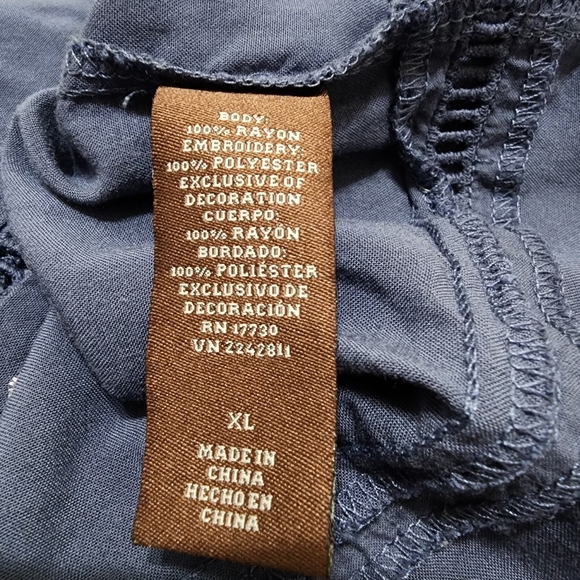 BODY:
100% RAYON
EMBROIDERY:
100% POLYESTER
EXCLUSIVE OF
DECORATION
CUERPO:
100% RAYÓN
BORDADO:
100% POLIÉSTER
EXCLUSIVO DE
DECORACIÓN
RN 17730
VN 2242811
XL
MADE IN
CHINA
HECHO EN
CHINA